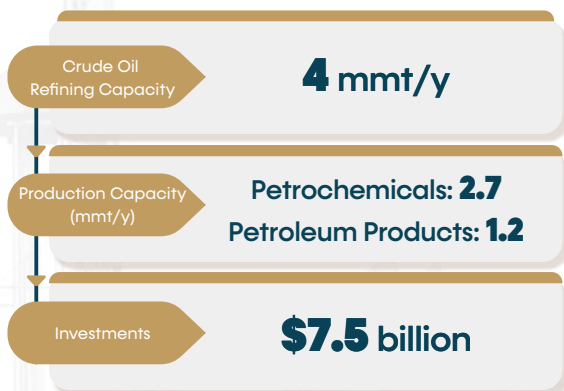 Crude Oil
Refining Capacity
4 mmt/y
Production Capacity
(mmt/y)
Petrochemicals: 2.7
Petroleum Products: 1.2
Investments
$7.5 billion